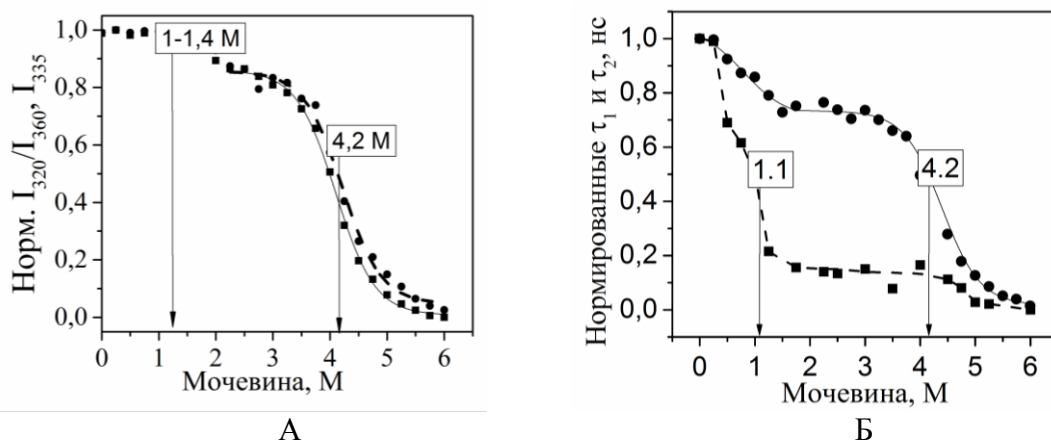 Норм. I320/I360, I335
1,0
0,8
0,6
0,4
0,2
0,0
1-1,4 М
4,2 М
0 1 2 3 4 5 6
Мочевина, М
А
Нормированные τ1 и τ2, нс
1,0
0,8
0,6
0,4
0,2
0,0
1.1
4.2
0 1 2 3 4 5 6
Мочевина, М
Б